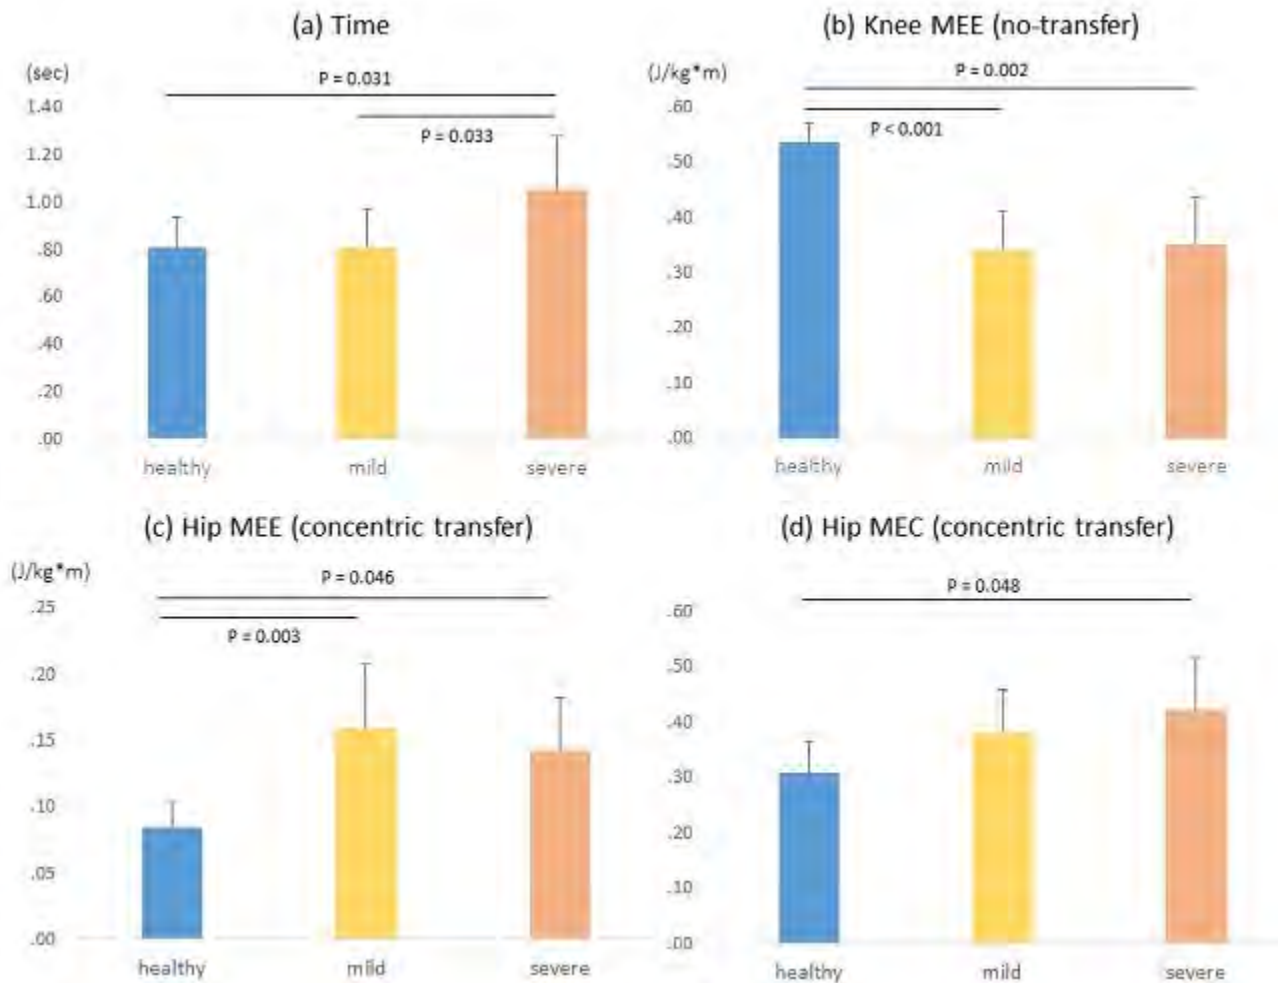 (a) Time
(sec)
P = 0.031
1.40
P = 0.033
1.20
1.00
.80
.60
.40
.20
.00
healthy mild severe
(b) Knee MEE (no-transfer)
(J/kg*m)
P = 0.002
.60
P < 0.001
.50
.40
.30
.20
.10
.00
healthy mild severe
(c) Hip MEE (concentric transfer)
(J/kg*m)
P = 0.046
.25
P = 0.003
.20
.15
.10
.05
.00
healthy mild severe
(d) Hip MEC (concentric transfer)
P = 0.048
.60
.50
.40
.30
.20
.10
.00
healthy mild severe